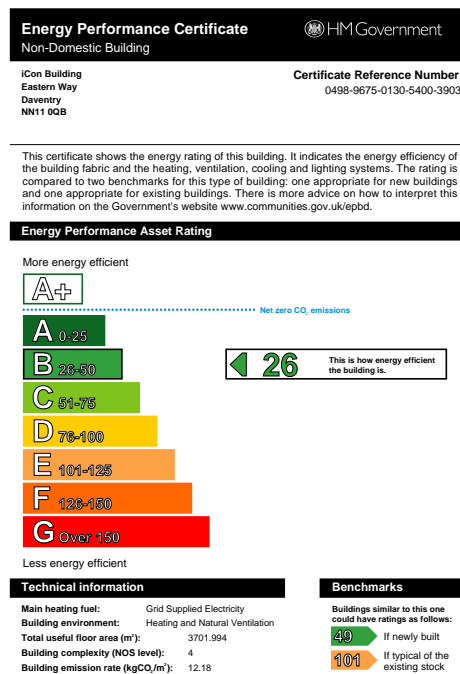 Energy Performance Certificate
Non-Domestic Building
HM Government
iCon Building
Eastern Way
Daventry
NN11 0QB
Certificate Reference Number:
0498-9675-0130-5400-3903
This certificate shows the energy rating of this building. It indicates the energy efficiency of
the building fabric and the heating, ventilation, cooling and lighting systems. The rating is
compared to two benchmarks for this type of building: one appropriate for new buildings
and one appropriate for existing buildings. There is more advice on how to interpret this
information on the Government's website www.communities.gov.uk/epbd.
Energy Performance Asset Rating
More energy efficient
A+
Net zero CO₂ emissions
A 0-25
B 26-50
26
This is how energy efficient
the building is.
C 51-75
D 76-100
E 101-125
F 126-150
G Over 150
Less energy efficient
Technical information
Main heating fuel: Grid Supplied Electricity
Building environment: Heating and Natural Ventilation
Total useful floor area (m²): 3701.994
Building complexity (NOS level): 4
Building emission rate (kgCO₂/m²): 12.18
Benchmarks
Buildings similar to this one
could have ratings as follows:
49 If newly built
101 If typical of the
existing stock